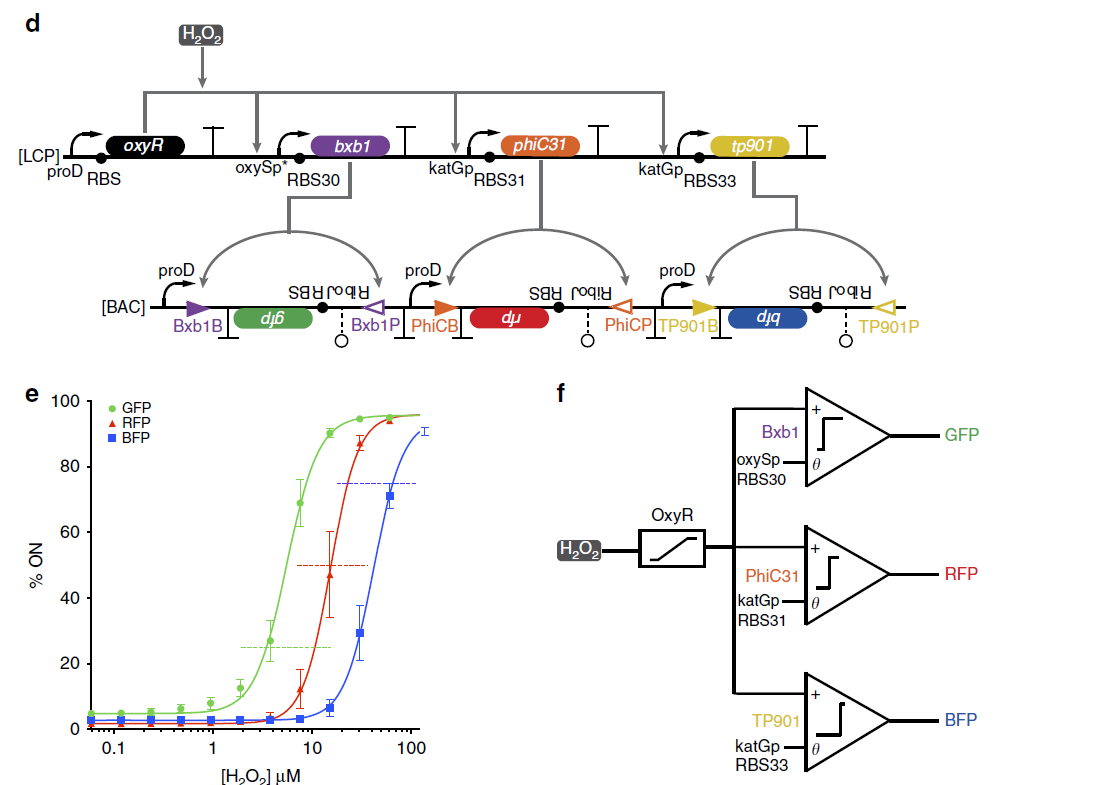 d
H₂O₂
oxyR bxb1 phiC31 tp901
[LCP]
proD RBS oxySp* RBS30 katGp RBS31 katGp RBS33
proD proD proD
RiboJ RBS RiboJ RBS RiboJ RBS
[BAC]
gfp rfp bfp
Bxb1B Bxb1P PhiCB PhiCP TP901B TP901P
e
100
80
60
40
20
0
% ON
GFP
RFP
BFP
0.1 1 10 100
[H₂O₂] μM
f
H₂O₂
OxyR
Bxb1
+
oxySp
RBS30
θ
GFP
PhiC31
+
katGp
RBS31
θ
RFP
TP901
+
katGp
RBS33
θ
BFP